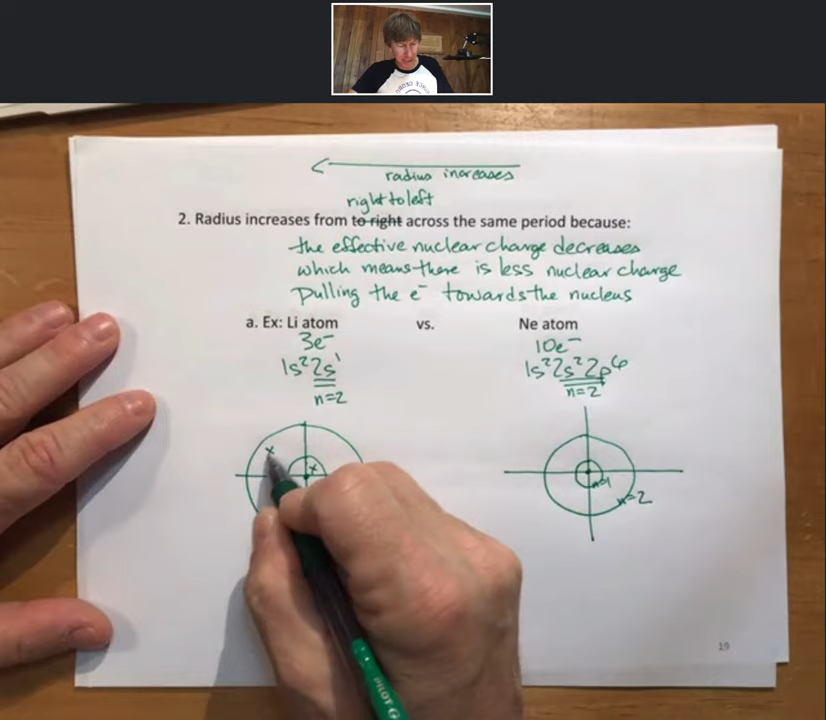 radius increases
right to left
2. Radius increases from to right across the same period because:
the effective nuclear charge decreases
which means there is less nuclear charge
pulling the e⁻ towards the nucleus
a. Ex: Li atom vs. Ne atom
3e⁻ 10e⁻
1s²2s¹ 1s²2s²2p⁶
n=2 n=2
x
x
n=1
n=2
19
PILOT G